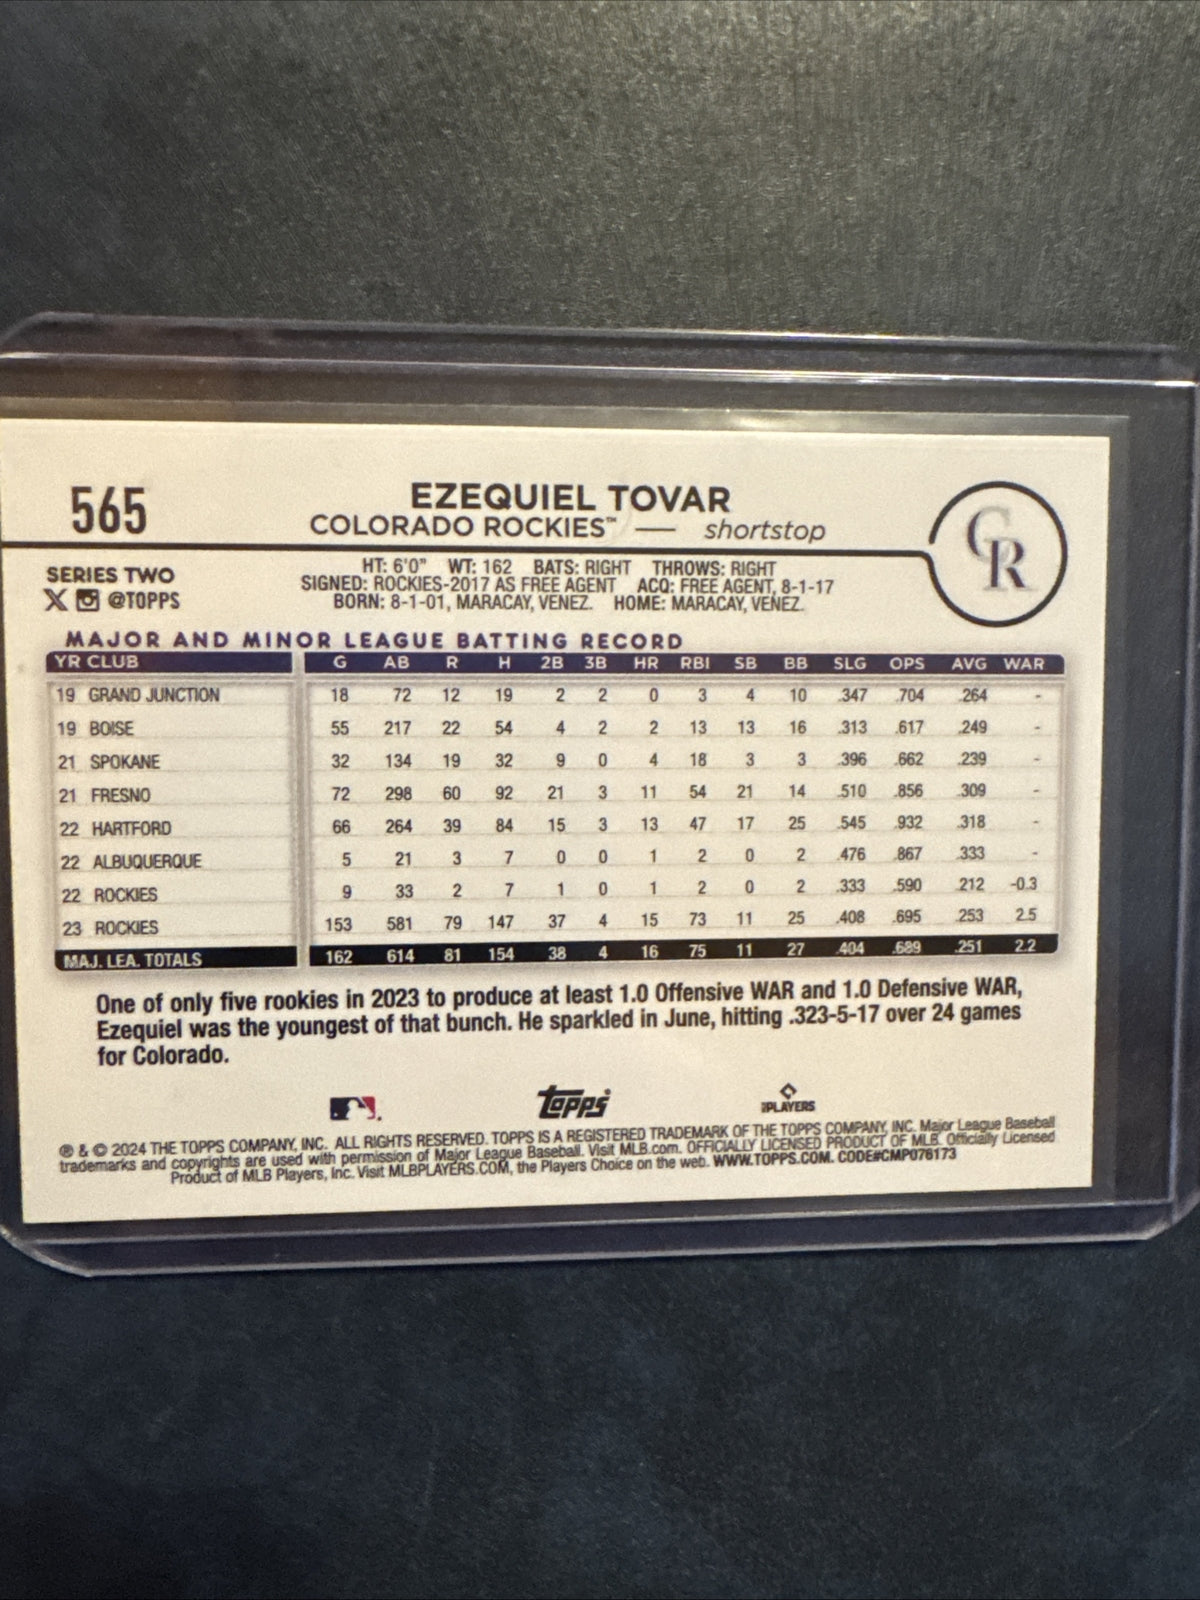 565
EZEQUIEL TOVAR
COLORADO ROCKIES™ — shortstop
CR
SERIES TWO
@TOPPS
HT: 6'0" WT: 162 BATS: RIGHT THROWS: RIGHT
SIGNED: ROCKIES-2017 AS FREE AGENT ACQ: FREE AGENT, 8-1-17
BORN: 8-1-01, MARACAY, VENEZ. HOME: MARACAY, VENEZ.
MAJOR AND MINOR LEAGUE BATTING RECORD
YR CLUB G AB R H 2B 3B HR RBI SB BB SLG OPS AVG WAR
19 GRAND JUNCTION 18 72 12 19 2 2 0 3 4 10 .347 .704 .264 -
19 BOISE 55 217 22 54 4 2 2 13 13 16 .313 .617 .249 -
21 SPOKANE 32 134 19 32 9 0 4 18 3 3 .396 .662 .239 -
21 FRESNO 72 298 60 92 21 3 11 54 21 14 .510 .856 .309 -
22 HARTFORD 66 264 39 84 15 3 13 47 17 25 .545 .932 .318 -
22 ALBUQUERQUE 5 21 3 7 0 0 1 2 0 2 .476 .867 .333 -
22 ROCKIES 9 33 2 7 1 0 1 2 0 2 .333 .590 .212 -0.3
23 ROCKIES 153 581 79 147 37 4 15 73 11 25 .408 .695 .253 2.5
MAJ. LEA. TOTALS 162 614 81 154 38 4 16 75 11 27 .404 .689 .251 2.2
One of only five rookies in 2023 to produce at least 1.0 Offensive WAR and 1.0 Defensive WAR,
Ezequiel was the youngest of that bunch. He sparkled in June, hitting .323-5-17 over 24 games
for Colorado.
Topps
PLAYERS
® & © 2024 THE TOPPS COMPANY, INC. ALL RIGHTS RESERVED. TOPPS IS A REGISTERED TRADEMARK OF THE TOPPS COMPANY, INC. Major League Baseball
trademarks and copyrights are used with permission of Major League Baseball. Visit MLB.com. OFFICIALLY LICENSED PRODUCT OF MLB. Officially Licensed
Product of MLB Players, Inc. Visit MLBPLAYERS.COM, the Players Choice on the web. WWW.TOPPS.COM. CODE#CMP076173